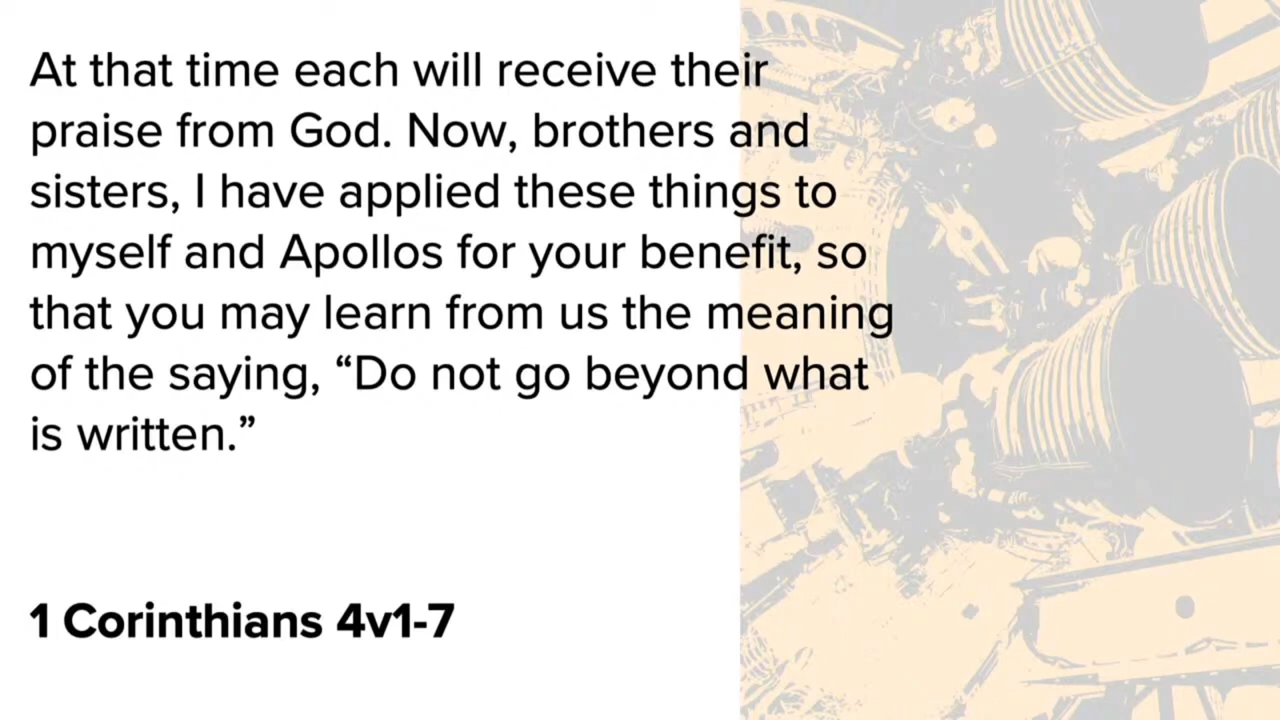 At that time each will receive their
praise from God. Now, brothers and
sisters, I have applied these things to
myself and Apollos for your benefit, so
that you may learn from us the meaning
of the saying, “Do not go beyond what
is written.”
1 Corinthians 4v1-7